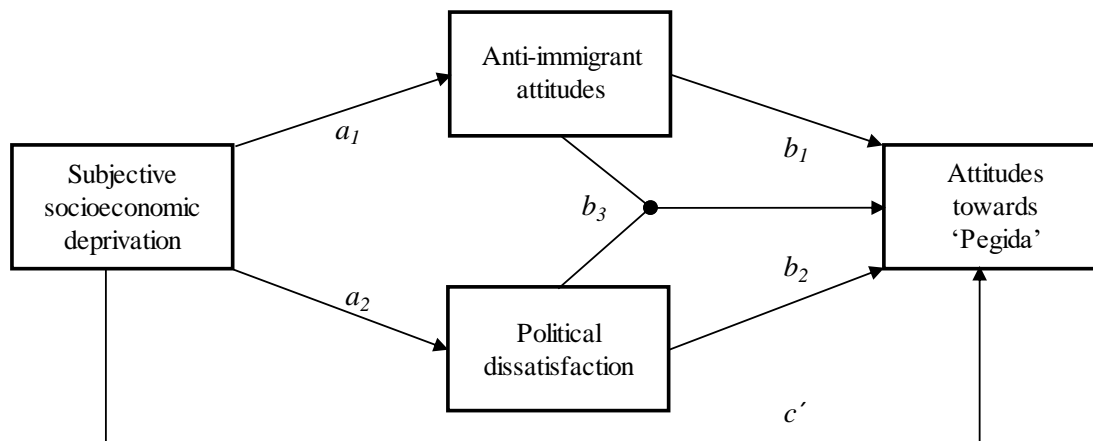 Anti-immigrant
attitudes
a1
b1
Subjective
socioeconomic
deprivation
b3
Attitudes
towards
‘Pegida’
a2
b2
Political
dissatisfaction
c´